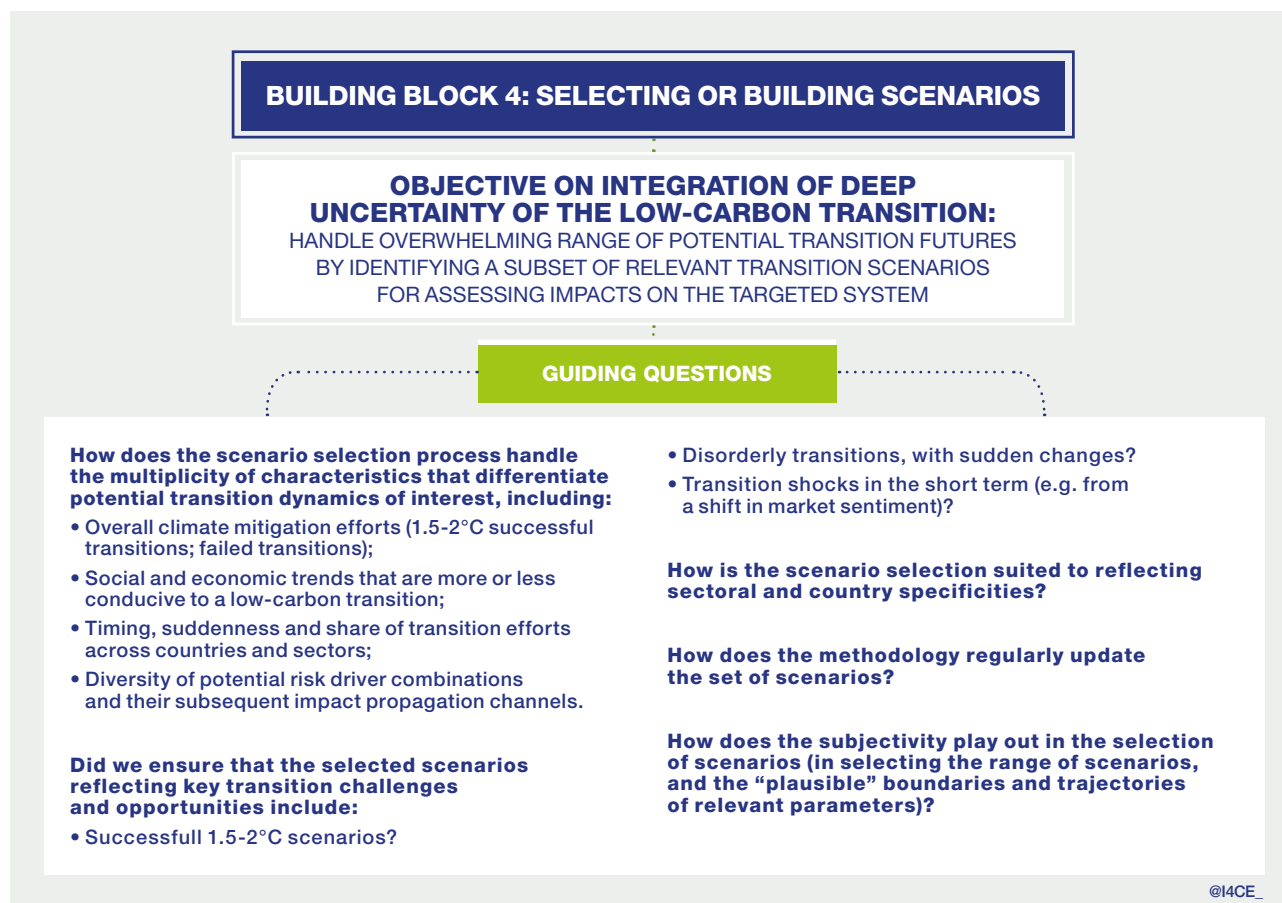 BUILDING BLOCK 4: SELECTING OR BUILDING SCENARIOS
OBJECTIVE ON INTEGRATION OF DEEP
UNCERTAINTY OF THE LOW-CARBON TRANSITION:
HANDLE OVERWHELMING RANGE OF POTENTIAL TRANSITION FUTURES
BY IDENTIFYING A SUBSET OF RELEVANT TRANSITION SCENARIOS
FOR ASSESSING IMPACTS ON THE TARGETED SYSTEM
GUIDING QUESTIONS
How does the scenario selection process handle
the multiplicity of characteristics that differentiate
potential transition dynamics of interest, including:
• Overall climate mitigation efforts (1.5-2°C successful
transitions; failed transitions);
• Social and economic trends that are more or less
conducive to a low-carbon transition;
• Timing, suddenness and share of transition efforts
across countries and sectors;
• Diversity of potential risk driver combinations
and their subsequent impact propagation channels.
Did we ensure that the selected scenarios
reflecting key transition challenges
and opportunities include:
• Successfull 1.5-2°C scenarios?
• Disorderly transitions, with sudden changes?
• Transition shocks in the short term (e.g. from
a shift in market sentiment)?
How is the scenario selection suited to reflecting
sectoral and country specificities?
How does the methodology regularly update
the set of scenarios?
How does the subjectivity play out in the selection
of scenarios (in selecting the range of scenarios,
and the “plausible” boundaries and trajectories
of relevant parameters)?
@I4CE_